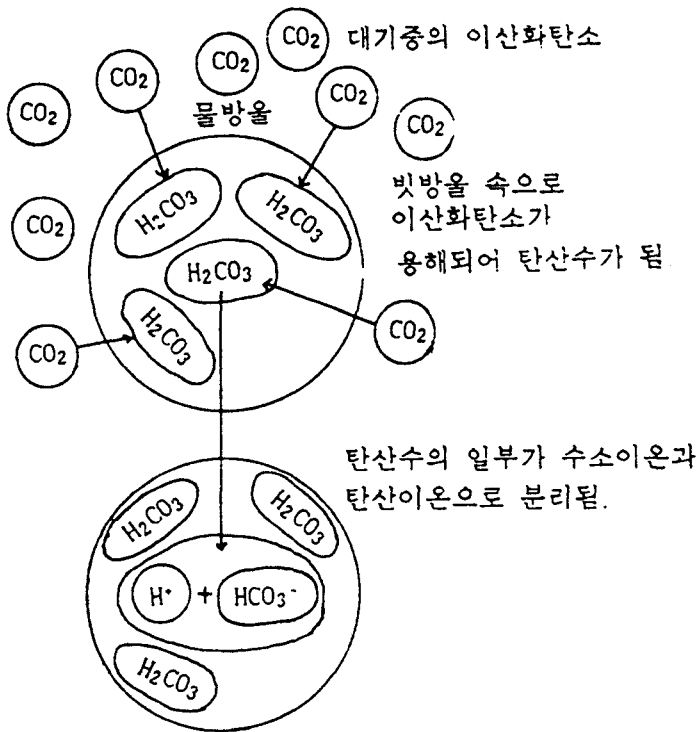 CO₂ 대기중의 이산화탄소
CO₂
CO₂
CO₂
CO₂
CO₂
물방울
빗방울 속으로
이산화탄소가
용해되어 탄산수가 됨
H₂CO₃
H₂CO₃
CO₂
H₂CO₃
H₂CO₃
CO₂
CO₂
탄산수의 일부가 수소이온과
탄산이온으로 분리됨.
H₂CO₃
H₂CO₃
H⁺ + HCO₃⁻
H₂CO₃